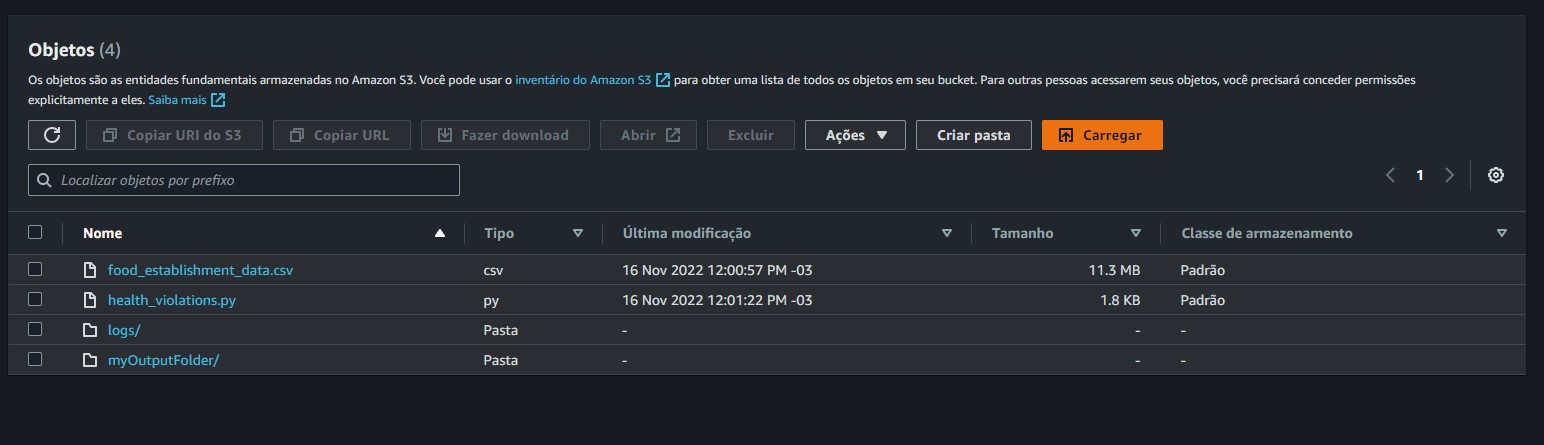 Objetos (4)
Os objetos são as entidades fundamentais armazenadas no Amazon S3. Você pode usar o inventário do Amazon S3 para obter uma lista de todos os objetos em seu bucket. Para outras pessoas acessarem seus objetos, você precisará conceder permissões
explicitamente a eles. Saiba mais
Copiar URI do S3 Copiar URL Fazer download Abrir Excluir Ações Criar pasta Carregar
Localizar objetos por prefixo 1
Nome Tipo Última modificação Tamanho Classe de armazenamento
food_establishment_data.csv csv 16 Nov 2022 12:00:57 PM -03 11.3 MB Padrão
health_violations.py py 16 Nov 2022 12:01:22 PM -03 1.8 KB Padrão
logs/ Pasta - - -
myOutputFolder/ Pasta - - -